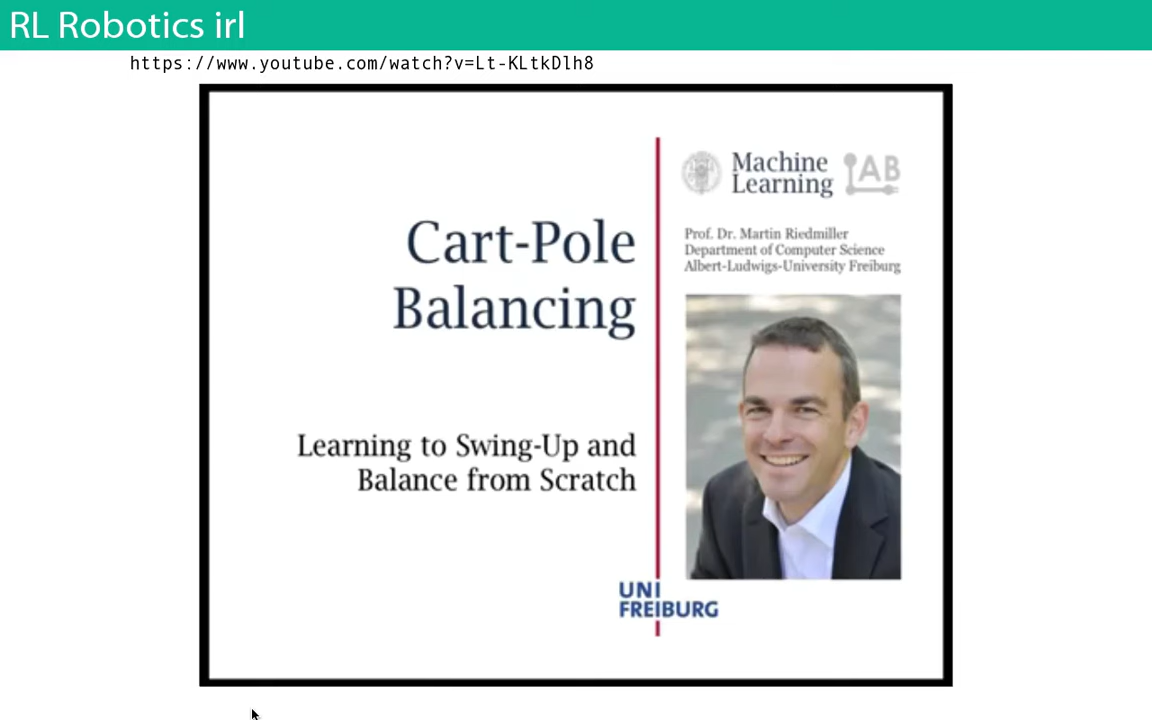 RL Robotics irl
https://www.youtube.com/watch?v=Lt-KLtkDlh8
Machine
Learning
LAB
Cart-Pole
Balancing
Prof. Dr. Martin Riedmiller
Department of Computer Science
Albert-Ludwigs-University Freiburg
Learning to Swing-Up and
Balance from Scratch
UNI
FREIBURG